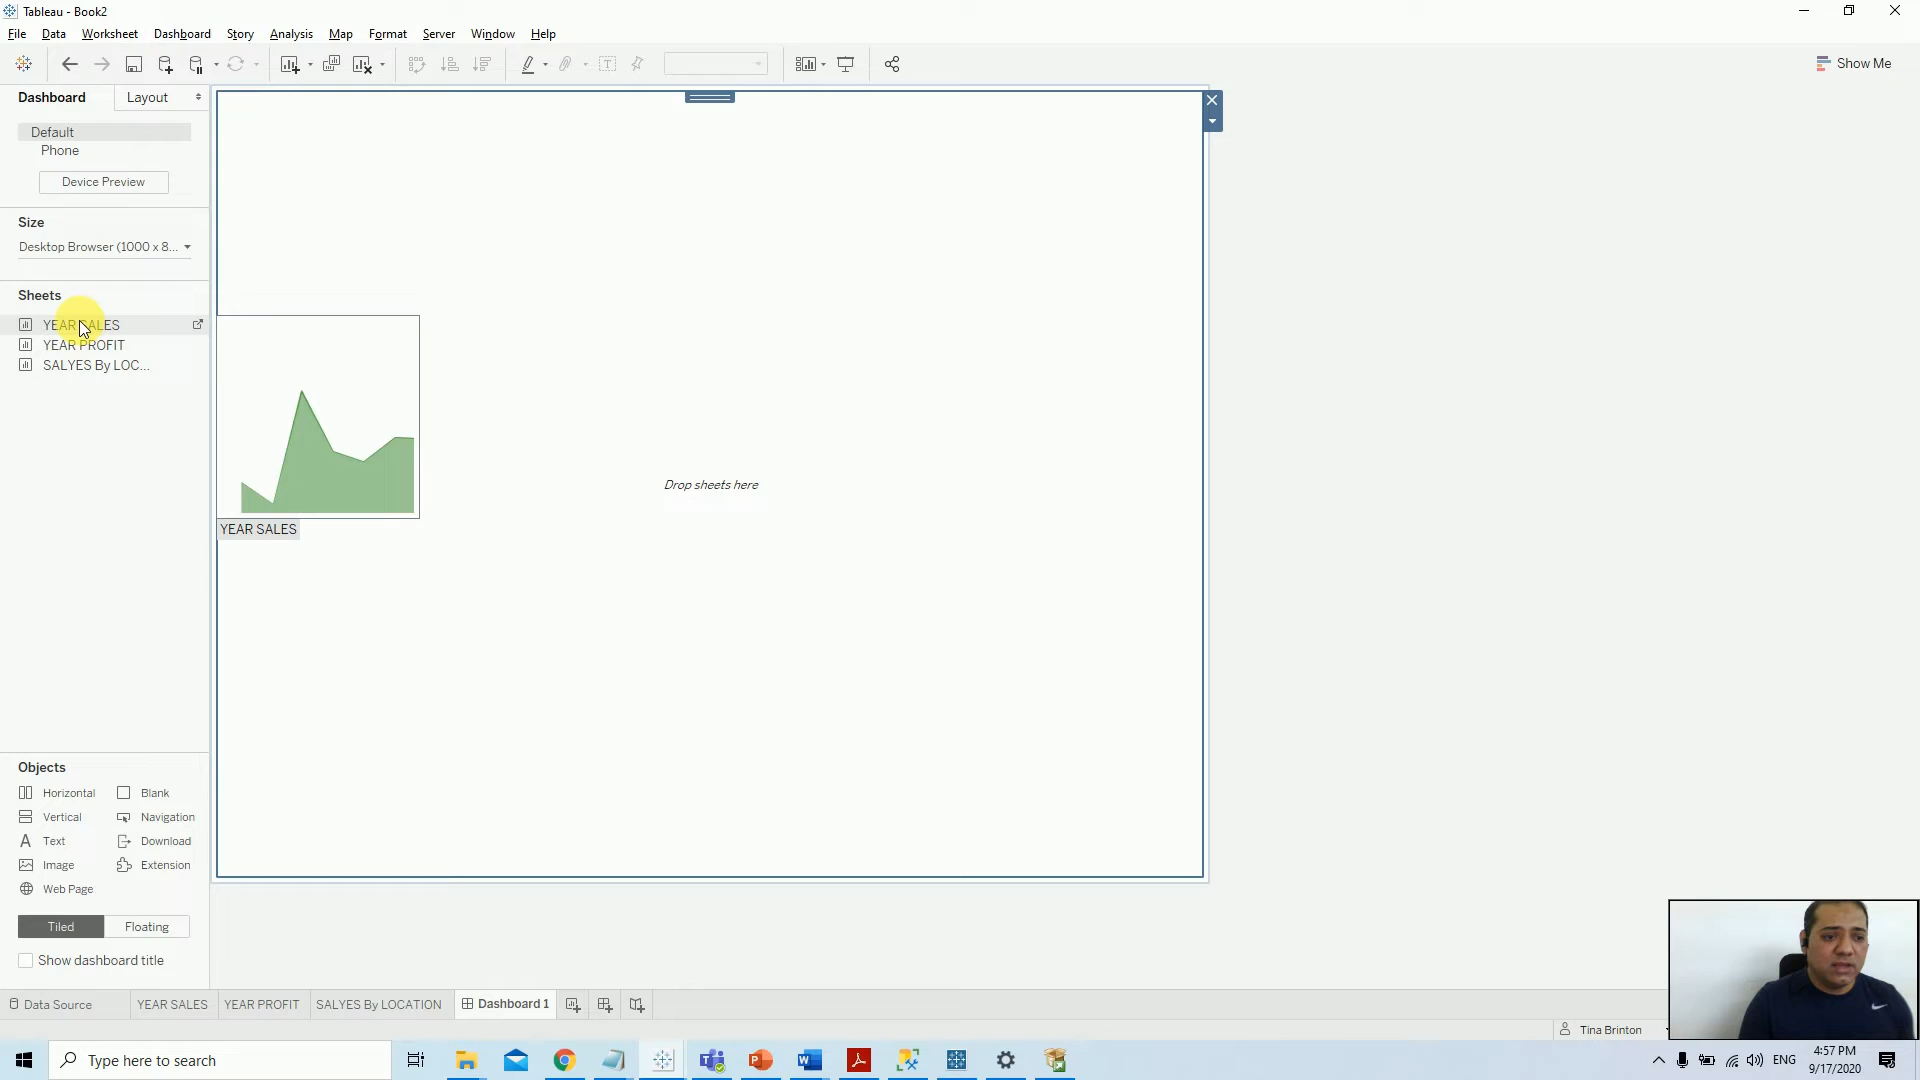 Tableau - Book2
File Data Worksheet Dashboard Story Analysis Map Format Server Window Help
Show Me
Dashboard Layout
Default
Phone
Device Preview
Size
Desktop Browser (1000 x 8...
Sheets
YEAR SALES
YEAR PROFIT
SALYES By LOC...
YEAR SALES
Drop sheets here
Objects
Horizontal Blank
Vertical Navigation
Text Download
Image Extension
Web Page
Tiled Floating
Show dashboard title
Data Source YEAR SALES YEAR PROFIT SALYES By LOCATION Dashboard 1
Tina Brinton
Type here to search
ENG
4:57 PM
9/17/2020